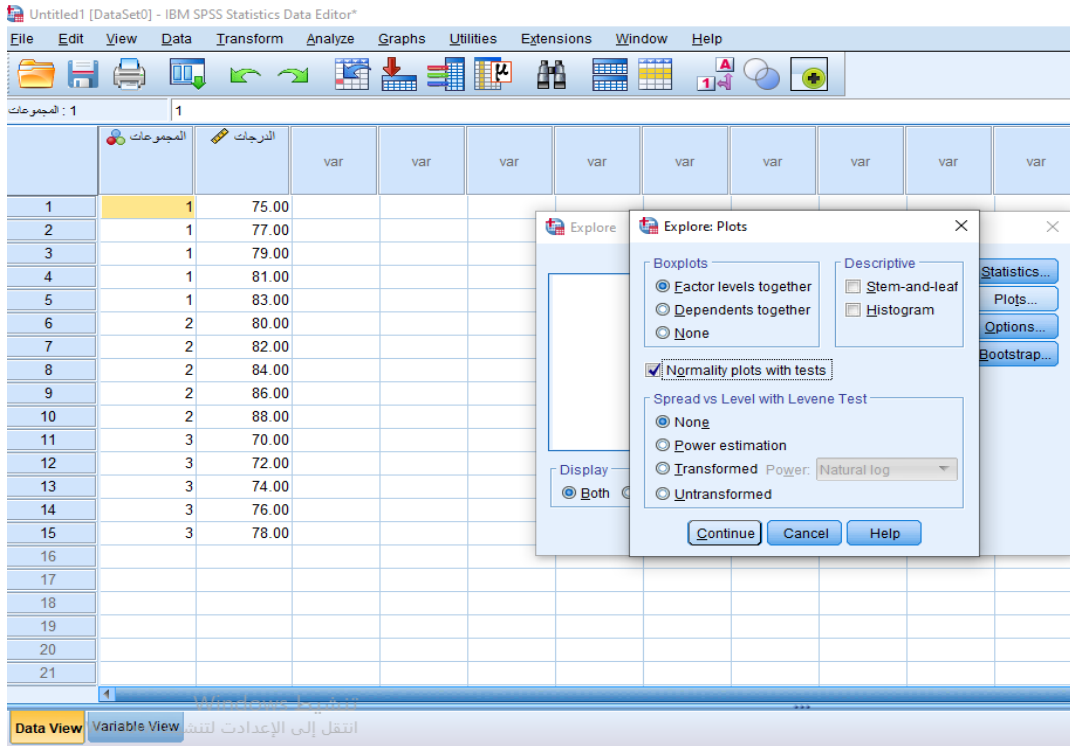 Untitled1 [DataSet0] - IBM SPSS Statistics Data Editor*
File Edit View Data Transform Analyze Graphs Utilities Extensions Window Help
1 : المجموعات 1
المجموعات الدرجات var var var var var var var var var
1 1 75.00
2 1 77.00
3 1 79.00
4 1 81.00
5 1 83.00
6 2 80.00
7 2 82.00
8 2 84.00
9 2 86.00
10 2 88.00
11 3 70.00
12 3 72.00
13 3 74.00
14 3 76.00
15 3 78.00
16
17
18
19
20
21
Explore
Statistics...
Plots...
Options...
Bootstrap...
Display
Both
Explore: Plots
Boxplots
Factor levels together
Dependents together
None
Descriptive
Stem-and-leaf
Histogram
Normality plots with tests
Spread vs Level with Levene Test
None
Power estimation
Transformed Power: Natural log
Untransformed
Continue Cancel Help
تنشيط Windows
انتقل إلى الإعدادت لتنش
Data View Variable View